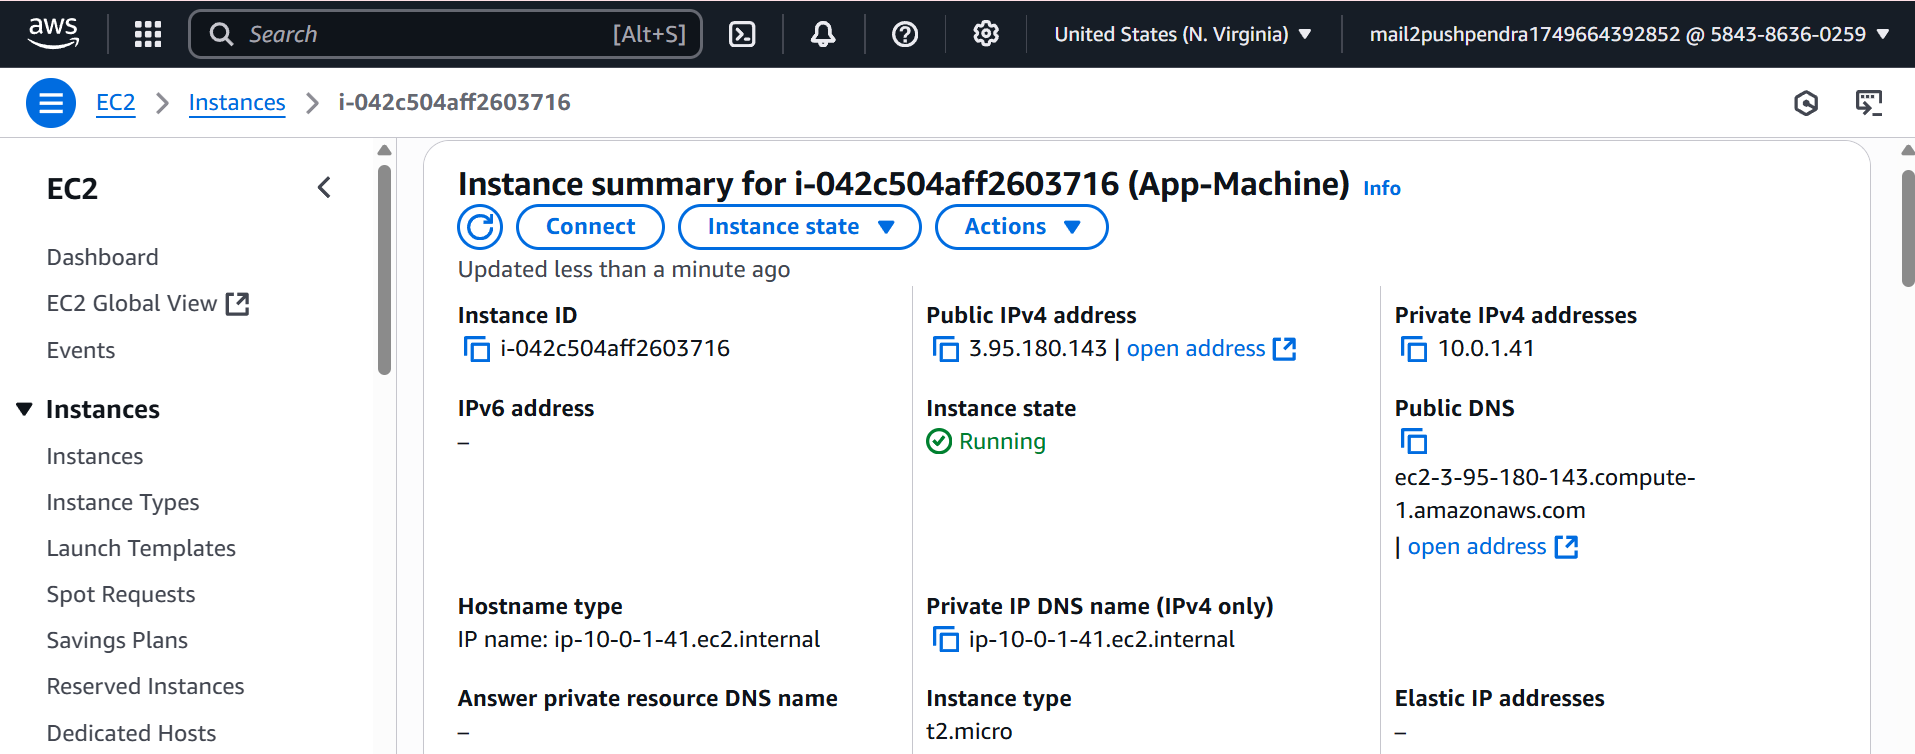 aws
Search [Alt+S]
United States (N. Virginia)
mail2pushpendra1749664392852 @ 5843-8636-0259
EC2 > Instances > i-042c504aff2603716
EC2
Dashboard
EC2 Global View
Events
Instances
Instances
Instance Types
Launch Templates
Spot Requests
Savings Plans
Reserved Instances
Dedicated Hosts
Instance summary for i-042c504aff2603716 (App-Machine) Info
Connect
Instance state
Actions
Updated less than a minute ago
Instance ID
i-042c504aff2603716
Public IPv4 address
3.95.180.143 | open address
Private IPv4 addresses
10.0.1.41
IPv6 address
–
Instance state
Running
Public DNS
ec2-3-95-180-143.compute-
1.amazonaws.com
| open address
Hostname type
IP name: ip-10-0-1-41.ec2.internal
Private IP DNS name (IPv4 only)
ip-10-0-1-41.ec2.internal
Answer private resource DNS name
–
Instance type
t2.micro
Elastic IP addresses
–